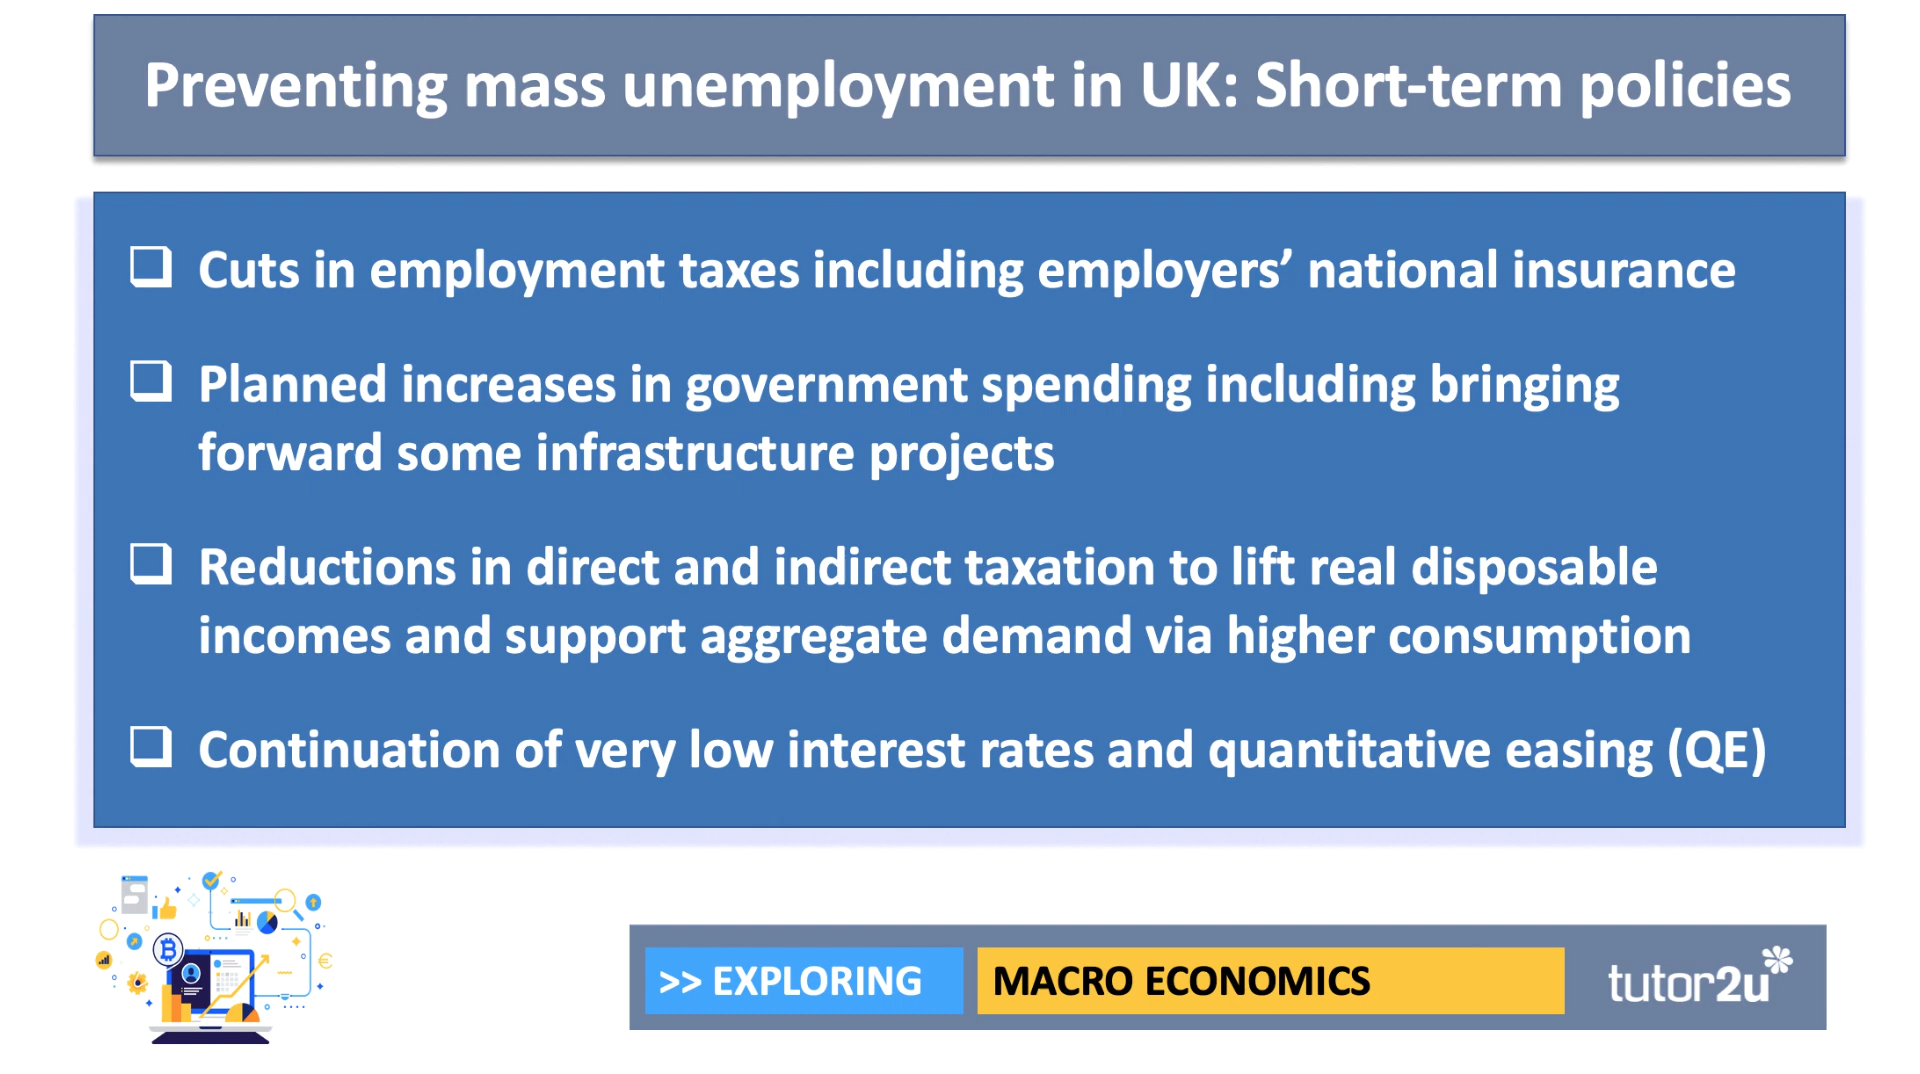 Preventing mass unemployment in UK: Short-term policies
Cuts in employment taxes including employers’ national insurance
Planned increases in government spending including bringing
forward some infrastructure projects
Reductions in direct and indirect taxation to lift real disposable
incomes and support aggregate demand via higher consumption
Continuation of very low interest rates and quantitative easing (QE)
>> EXPLORING
MACRO ECONOMICS
tutor2u